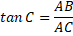 tan C = AB/AC